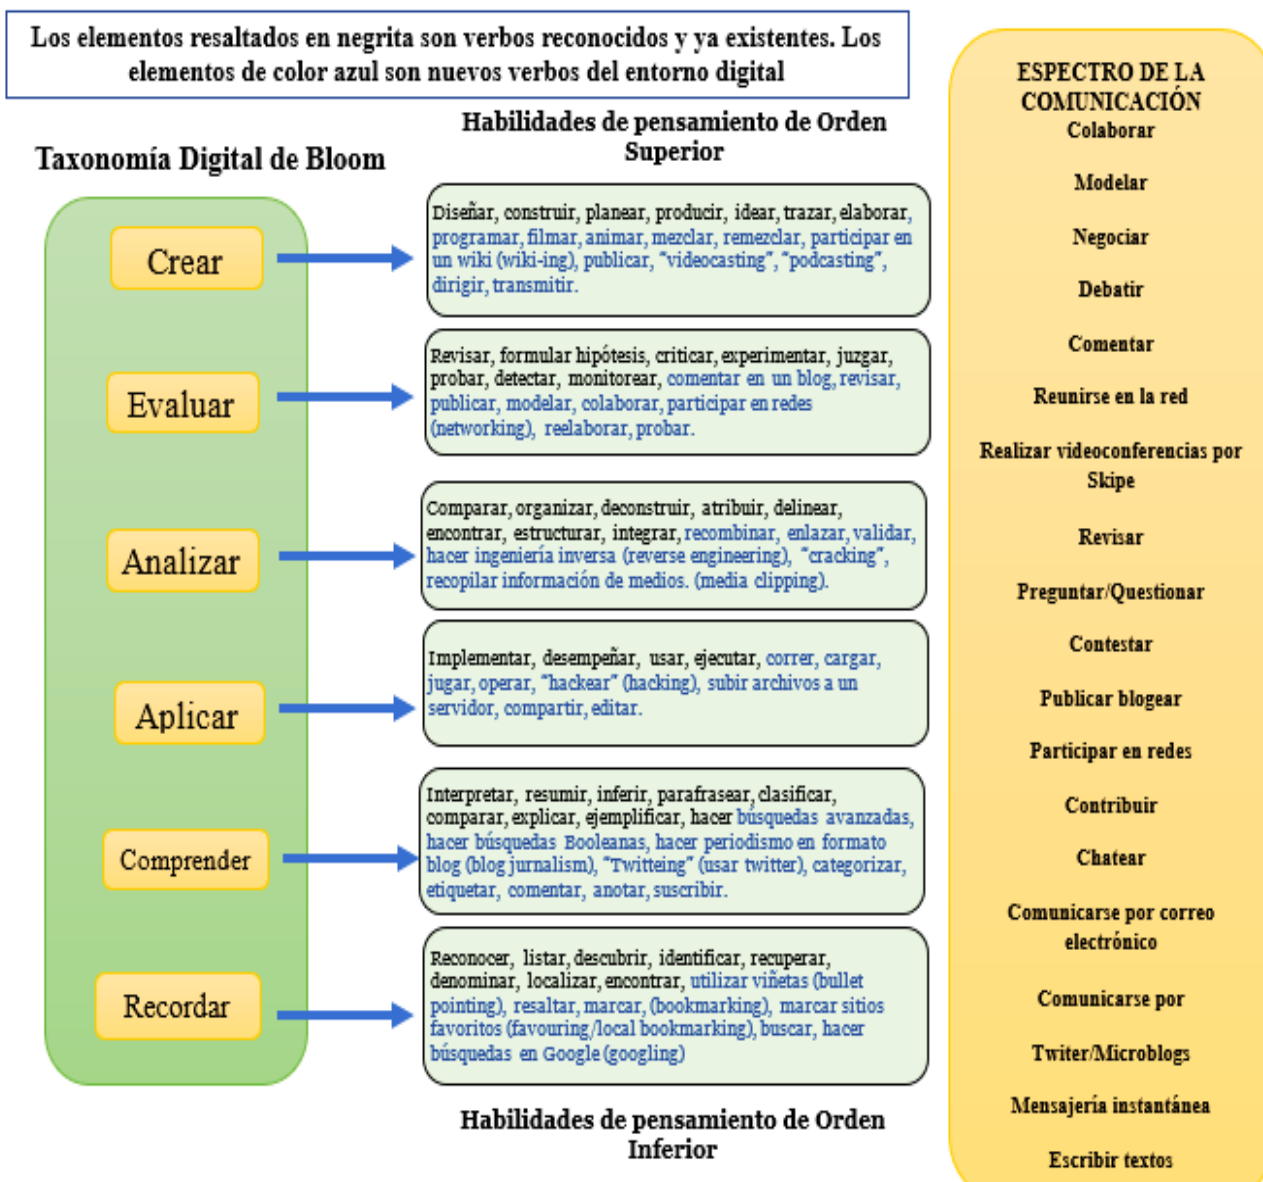 Los elementos resaltados en negrita son verbos reconocidos y ya existentes. Los
elementos de color azul son nuevos verbos del entorno digital
Taxonomía Digital de Bloom
Habilidades de pensamiento de Orden
Superior
Crear
Diseñar, construir, planear, producir, idear, trazar, elaborar,
programar, filmar, animar, mezclar, remezclar, participar en
un wiki (wiki-ing), publicar, “videocasting”, “podcasting”,
dirigir, transmitir.
Evaluar
Revisar, formular hipótesis, criticar, experimentar, juzgar,
probar, detectar, monitorear, comentar en un blog, revisar,
publicar, modelar, colaborar, participar en redes
(networking), reelaborar, probar.
Analizar
Comparar, organizar, deconstruir, atribuir, delinear,
encontrar, estructurar, integrar, recombinar, enlazar, validar,
hacer ingeniería inversa (reverse engineering), “cracking”,
recopilar información de medios. (media clipping).
Aplicar
Implementar, desempeñar, usar, ejecutar, correr, cargar,
jugar, operar, “hackear” (hacking), subir archivos a un
servidor, compartir, editar.
Comprender
Interpretar, resumir, inferir, parafrasear, clasificar,
comparar, explicar, ejemplificar, hacer búsquedas avanzadas,
hacer búsquedas Booleanas, hacer periodismo en formato
blog (blog jurnalism), “Twitteing” (usar twitter), categorizar,
etiquetar, comentar, anotar, suscribir.
Recordar
Reconocer, listar, descubrir, identificar, recuperar,
denominar, localizar, encontrar, utilizar viñetas (bullet
pointing), resaltar, marcar, (bookmarking), marcar sitios
favoritos (favouring/local bookmarking), buscar, hacer
búsquedas en Google (googling)
Habilidades de pensamiento de Orden
Inferior
ESPECTRO DE LA
COMUNICACIÓN
Colaborar
Modelar
Negociar
Debatir
Comentar
Reunirse en la red
Realizar videoconferencias por
Skipe
Revisar
Preguntar/Questionar
Contestar
Publicar blogear
Participar en redes
Contribuir
Chatear
Comunicarse por correo
electrónico
Comunicarse por
Twiter/Microblogs
Mensajería instantánea
Escribir textos